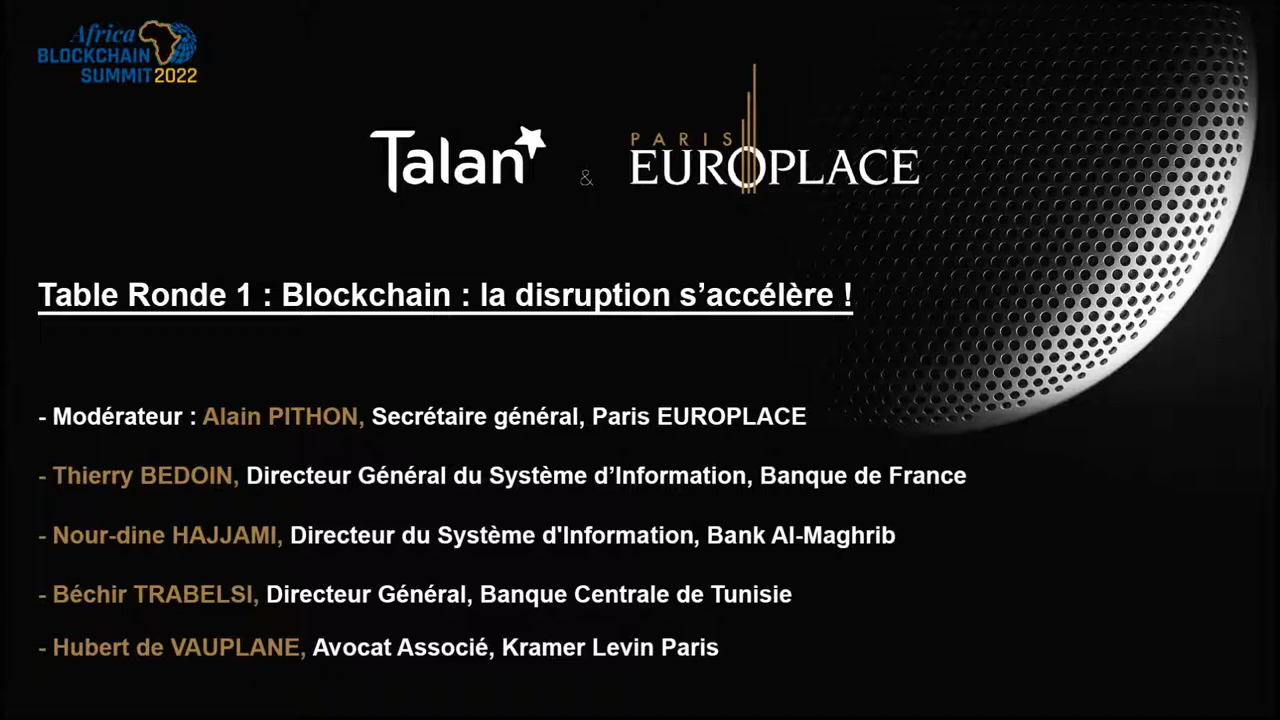 Africa
BLOCKCHAIN
SUMMIT 2022
Talan
&
PARIS
EUROPLACE
Table Ronde 1 : Blockchain : la disruption s’accélère !
- Modérateur : Alain PITHON, Secrétaire général, Paris EUROPLACE
- Thierry BEDOIN, Directeur Général du Système d’Information, Banque de France
- Nour-dine HAJJAMI, Directeur du Système d'Information, Bank Al-Maghrib
- Béchir TRABELSI, Directeur Général, Banque Centrale de Tunisie
- Hubert de VAUPLANE, Avocat Associé, Kramer Levin Paris